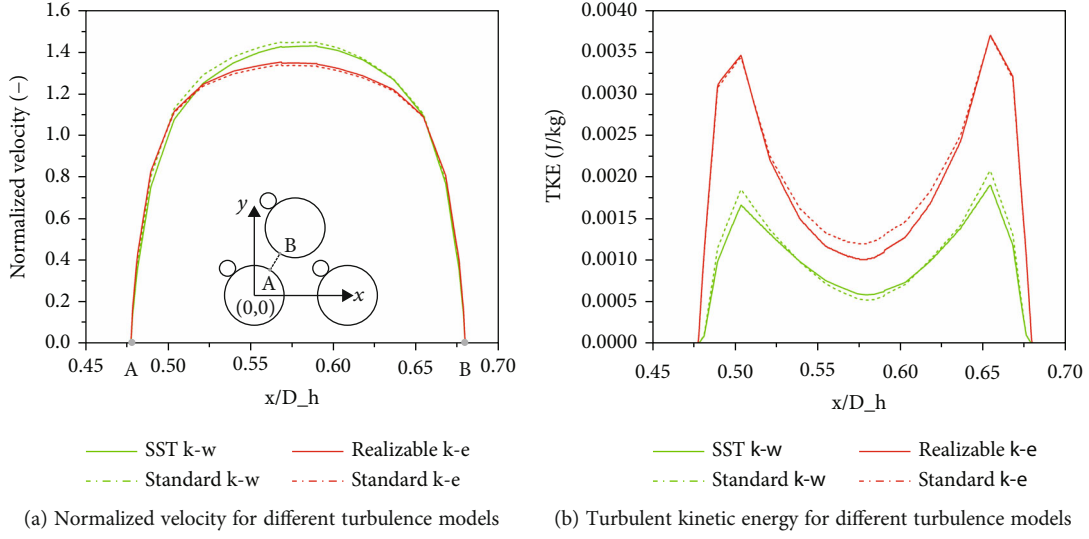 1.6
1.4
1.2
1.0
0.8
0.6
0.4
0.2
0.0
Normalized velocity (−)
0.45
0.50
0.55
0.60
0.65
0.70
A
B
x/D_h
y
B
A
x
(0,0)
SST k-w
Realizable k-e
Standard k-w
Standard k-e
(a) Normalized velocity for different turbulence models
0.0040
0.0035
0.0030
0.0025
0.0020
0.0015
0.0010
0.0005
0.0000
TKE (J/kg)
0.45
0.50
0.55
0.60
0.65
0.70
x/D_h
SST k-w
Realizable k-e
Standard k-w
Standard k-e
(b) Turbulent kinetic energy for different turbulence models